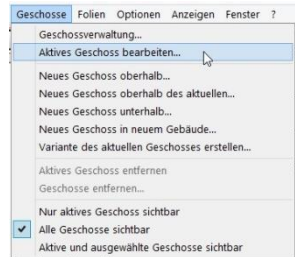 Geschosse Folien Optionen Anzeigen Fenster ?
Geschossverwaltung...
Aktives Geschoss bearbeiten...
Neues Geschoss oberhalb...
Neues Geschoss oberhalb des aktuellen...
Neues Geschoss unterhalb...
Neues Geschoss in neuem Gebäude...
Variante des aktuellen Geschosses erstellen...
Aktives Geschoss entfernen
Geschosse entfernen...
Nur aktives Geschoss sichtbar
Alle Geschosse sichtbar
Aktive und ausgewählte Geschosse sichtbar